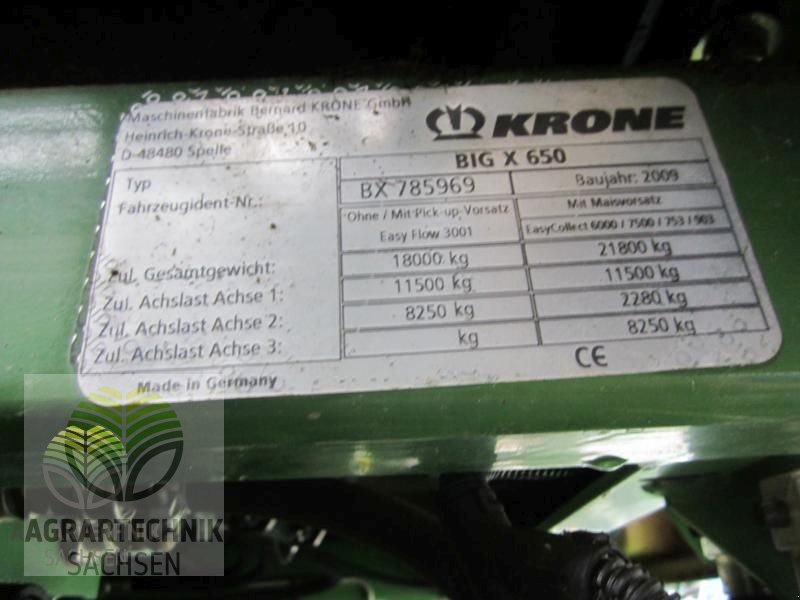 Maschinenfabrik Bernard KRONE GmbH
Heinrich-Krone-Straße 10
D-48480 Spelle
KRONE
Typ
BIG X 650
Fahrzeugident-Nr.:
BX 785969
Baujahr: 2009
Ohne / Mit Pick-up-Vorsatz
Easy Flow 3001
Mit Maisvorsatz
EasyCollect 6000 / 7500 / 753 / 903
Zul. Gesamtgewicht:
18000 kg
21800 kg
Zul. Achslast Achse 1:
11500 kg
11500 kg
Zul. Achslast Achse 2:
8250 kg
2280 kg
Zul. Achslast Achse 3:
kg
8250 kg
CE
Made in Germany
AGRARTECHNIK
SACHSEN